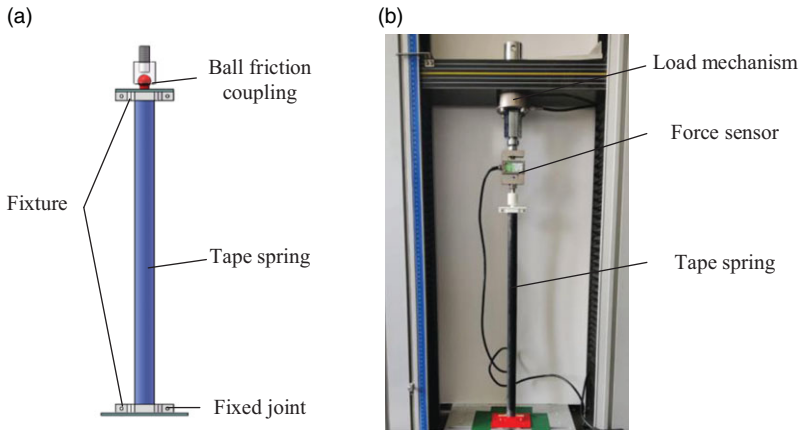 (a)
Ball friction
coupling
Fixture
Tape spring
Fixed joint
(b)
Load mechanism
Force sensor
Tape spring